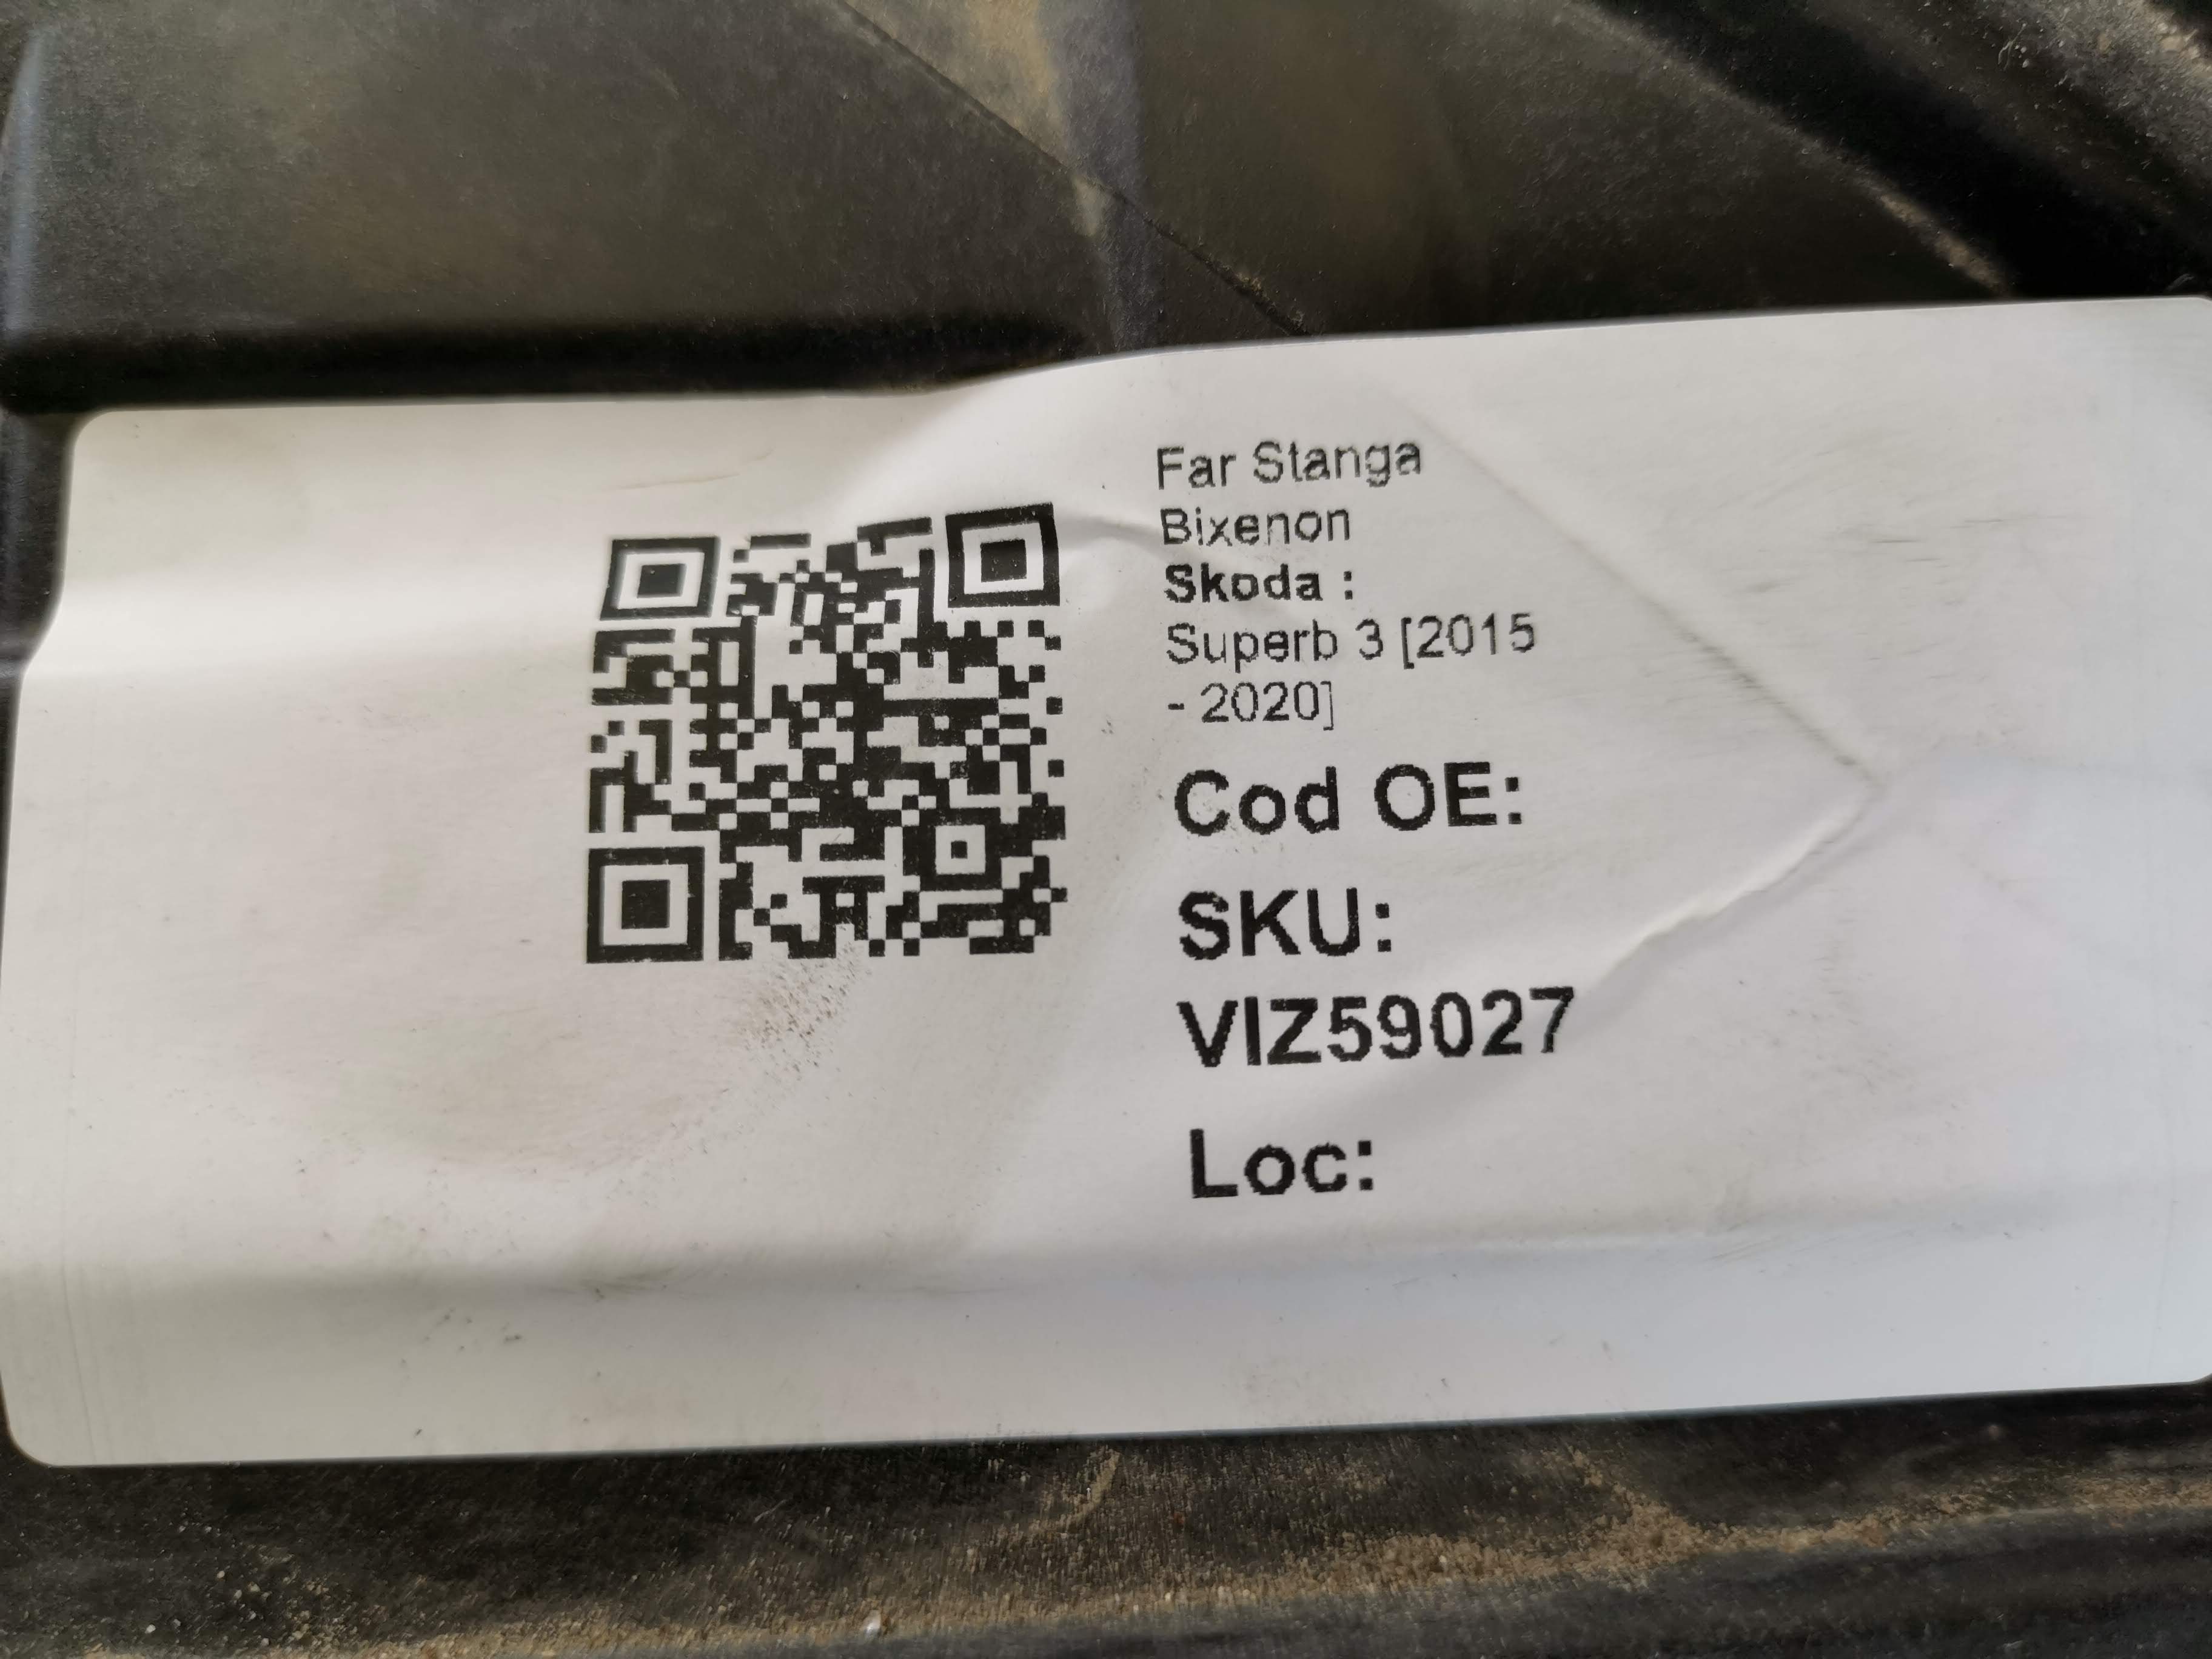 Far Stanga
Bixenon
Skoda :
Superb 3 [2015
- 2020]
Cod OE:
SKU:
VIZ59027
Loc: